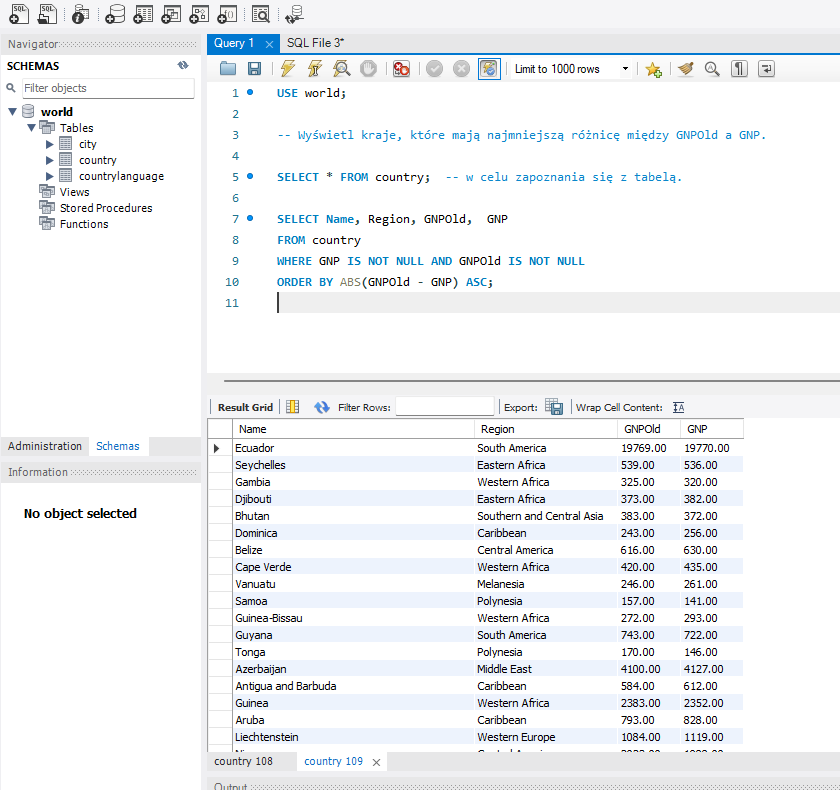 Navigator
Query 1
SQL File 3*
SCHEMAS
Filter objects
Limit to 1000 rows
world
Tables
city
country
countrylanguage
Views
Stored Procedures
Functions
1 USE world;
2
3 -- Wyświetl kraje, które mają najmniejszą różnicę między GNPOld a GNP.
4
5 SELECT * FROM country;  -- w celu zapoznania się z tabelą.
6
7 SELECT Name, Region, GNPOld,  GNP
8 FROM country
9 WHERE GNP IS NOT NULL AND GNPOld IS NOT NULL
10 ORDER BY ABS(GNPOld - GNP) ASC;
11
Administration Schemas
Information
No object selected
Result Grid Filter Rows: Export: Wrap Cell Content:
Name Region GNPOld GNP
Ecuador South America 19769.00 19770.00
Seychelles Eastern Africa 539.00 536.00
Gambia Western Africa 325.00 320.00
Djibouti Eastern Africa 373.00 382.00
Bhutan Southern and Central Asia 383.00 372.00
Dominica Caribbean 243.00 256.00
Belize Central America 616.00 630.00
Cape Verde Western Africa 420.00 435.00
Vanuatu Melanesia 246.00 261.00
Samoa Polynesia 157.00 141.00
Guinea-Bissau Western Africa 272.00 293.00
Guyana South America 743.00 722.00
Tonga Polynesia 170.00 146.00
Azerbaijan Middle East 4100.00 4127.00
Antigua and Barbuda Caribbean 584.00 612.00
Guinea Western Africa 2383.00 2352.00
Aruba Caribbean 793.00 828.00
Liechtenstein Western Europe 1084.00 1119.00
country 108 country 109
Output